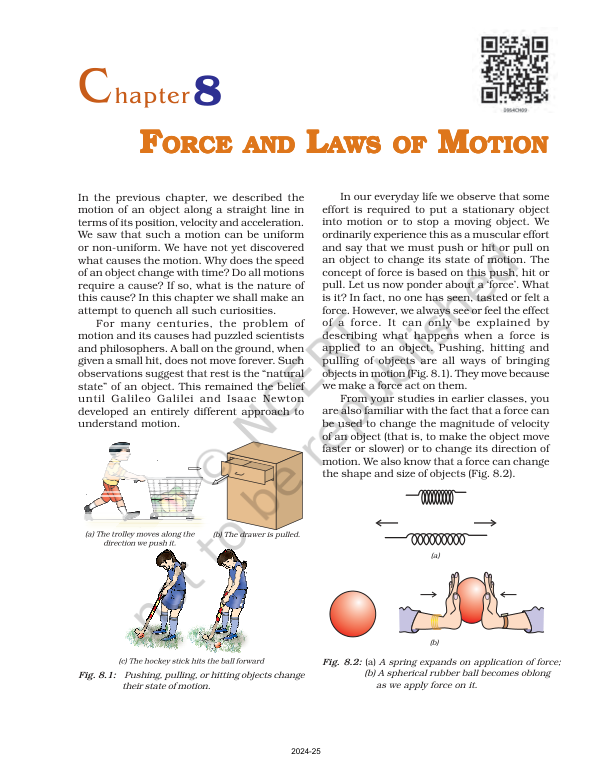 Chapter 8
FORCE AND LAWS OF MOTION
In the previous chapter, we described the
motion of an object along a straight line in
terms of its position, velocity and acceleration.
We saw that such a motion can be uniform
or non-uniform. We have not yet discovered
what causes the motion. Why does the speed
of an object change with time? Do all motions
require a cause? If so, what is the nature of
this cause? In this chapter we shall make an
attempt to quench all such curiosities.
For many centuries, the problem of
motion and its causes had puzzled scientists
and philosophers. A ball on the ground, when
given a small hit, does not move forever. Such
observations suggest that rest is the “natural
state” of an object. This remained the belief
until Galileo Galilei and Isaac Newton
developed an entirely different approach to
understand motion.
(a) The trolley moves along the
direction we push it.
(b) The drawer is pulled.
(c) The hockey stick hits the ball forward
Fig. 8.1: Pushing, pulling, or hitting objects change
their state of motion.
In our everyday life we observe that some
effort is required to put a stationary object
into motion or to stop a moving object. We
ordinarily experience this as a muscular effort
and say that we must push or hit or pull on
an object to change its state of motion. The
concept of force is based on this push, hit or
pull. Let us now ponder about a ‘force’. What
is it? In fact, no one has seen, tasted or felt a
force. However, we always see or feel the effect
of a force. It can only be explained by
describing what happens when a force is
applied to an object. Pushing, hitting and
pulling of objects are all ways of bringing
objects in motion (Fig. 8.1). They move because
we make a force act on them.
From your studies in earlier classes, you
are also familiar with the fact that a force can
be used to change the magnitude of velocity
of an object (that is, to make the object move
faster or slower) or to change its direction of
motion. We also know that a force can change
the shape and size of objects (Fig. 8.2).
(a)
(b)
Fig. 8.2: (a) A spring expands on application of force;
(b) A spherical rubber ball becomes oblong
as we apply force on it.
© NCERT
not to be republished
2024-25